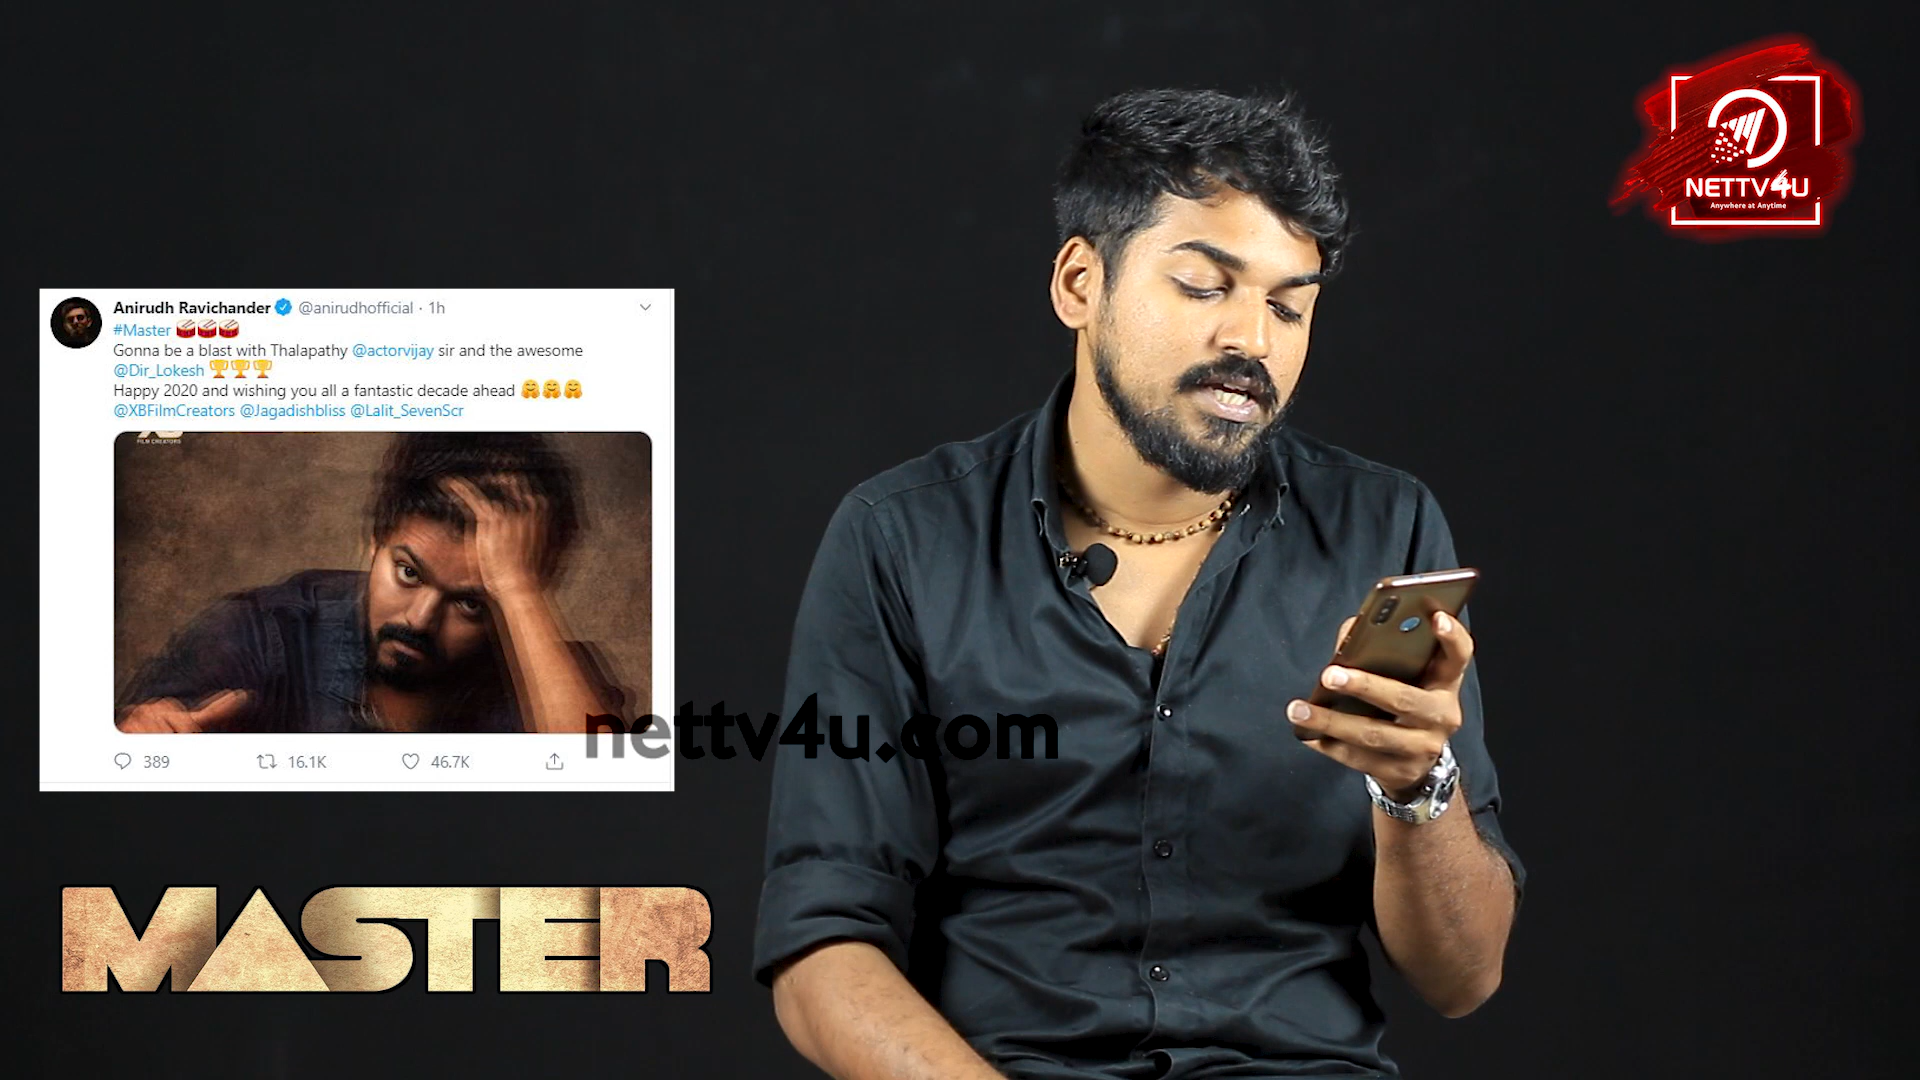 NETTV4U
Anywhere at Anytime
Anirudh Ravichander @anirudhofficial · 1h
#Master 🥁🥁🥁
Gonna be a blast with Thalapathy @actorvijay sir and the awesome
@Dir_Lokesh 🏆🏆🏆
Happy 2020 and wishing you all a fantastic decade ahead 🤗🤗🤗
@XBFilmCreators @Jagadishbliss @Lalit_SevenScr
FILM CREATORS
389 16.1K 46.7K
nettv4u.com
MASTER